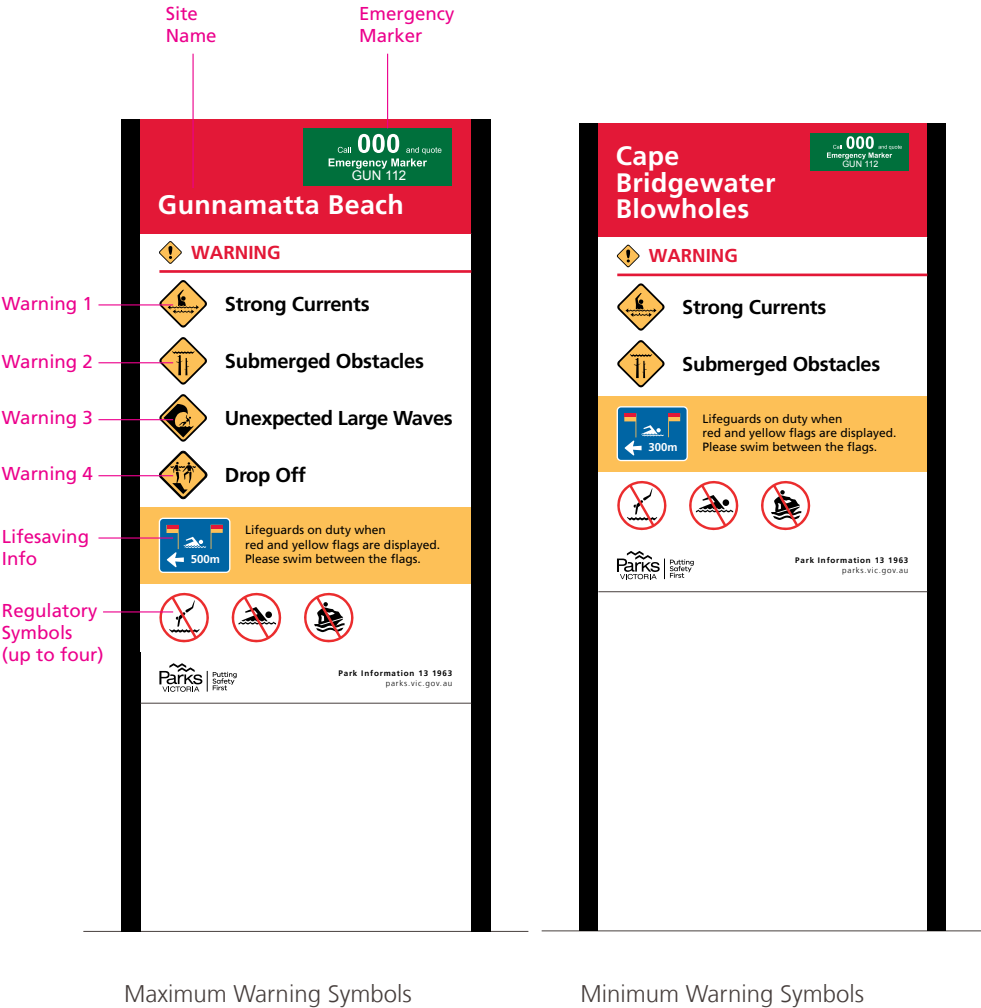 Site
Name
Emergency
Marker
Call 000 and quote
Emergency Marker
GUN 112
Gunnamatta Beach
WARNING
Warning 1
Strong Currents
Warning 2
Submerged Obstacles
Warning 3
Unexpected Large Waves
Warning 4
Drop Off
Lifesaving
Info
500m
Lifeguards on duty when
red and yellow flags are displayed.
Please swim between the flags.
Regulatory
Symbols
(up to four)
Parks
VICTORIA
Putting
Safety
First
Park Information 13 1963
parks.vic.gov.au
Maximum Warning Symbols
Call 000 and quote
Emergency Marker
GUN 112
Cape
Bridgewater
Blowholes
WARNING
Strong Currents
Submerged Obstacles
300m
Lifeguards on duty when
red and yellow flags are displayed.
Please swim between the flags.
Parks
VICTORIA
Putting
Safety
First
Park Information 13 1963
parks.vic.gov.au
Minimum Warning Symbols